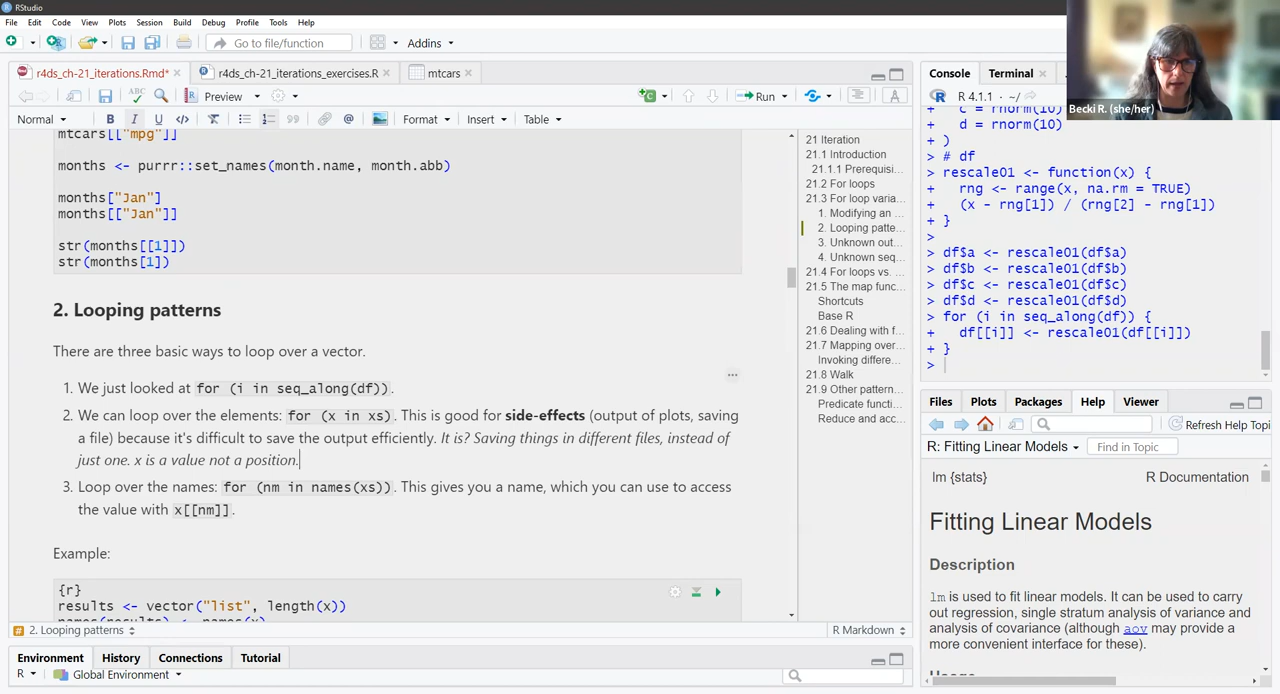 RStudio
File Edit Code View Plots Session Build Debug Profile Tools Help
Go to file/function Addins
r4ds_ch-21_iterations.Rmd* r4ds_ch-21_iterations_exercises.R mtcars
ABC Preview Run
Normal B I U </> Format Insert Table
mtcars[["mpg"]]
months <- purrr::set_names(month.name, month.abb)
months["Jan"]
months[["Jan"]]
str(months[[1]])
str(months[1])
2. Looping patterns
There are three basic ways to loop over a vector.
1. We just looked at for (i in seq_along(df)).
2. We can loop over the elements: for (x in xs). This is good for side-effects (output of plots, saving
a file) because it's difficult to save the output efficiently. It is? Saving things in different files, instead of
just one. x is a value not a position.
3. Loop over the names: for (nm in names(xs)). This gives you a name, which you can use to access
the value with x[[nm]].
Example:
{r}
results <- vector("list", length(x))
names(results) <- names(x)
2. Looping patterns R Markdown
21 Iteration
21.1 Introduction
21.1.1 Prerequisi...
21.2 For loops
21.3 For loop varia...
1. Modifying an ...
2. Looping patte...
3. Unknown out...
4. Unknown seq...
21.4 For loops vs. ...
21.5 The map func...
Shortcuts
Base R
21.6 Dealing with f...
21.7 Mapping over...
Invoking differe...
21.8 Walk
21.9 Other pattern...
Predicate functi...
Reduce and acc...
Environment History Connections Tutorial
R Global Environment
Console Terminal
R 4.1.1 · ~/
Becki R. (she/her)
+ c = rnorm(10)
+ d = rnorm(10)
+ )
> # df
> rescale01 <- function(x) {
+ rng <- range(x, na.rm = TRUE)
+ (x - rng[1]) / (rng[2] - rng[1])
+ }
>
> df$a <- rescale01(df$a)
> df$b <- rescale01(df$b)
> df$c <- rescale01(df$c)
> df$d <- rescale01(df$d)
> for (i in seq_along(df)) {
+ df[[i]] <- rescale01(df[[i]])
+ }
>
Files Plots Packages Help Viewer
Refresh Help Topi
R: Fitting Linear Models Find in Topic
lm {stats} R Documentation
Fitting Linear Models
Description
lm is used to fit linear models. It can be used to carry
out regression, single stratum analysis of variance and
analysis of covariance (although aov may provide a
more convenient interface for these).
Usage